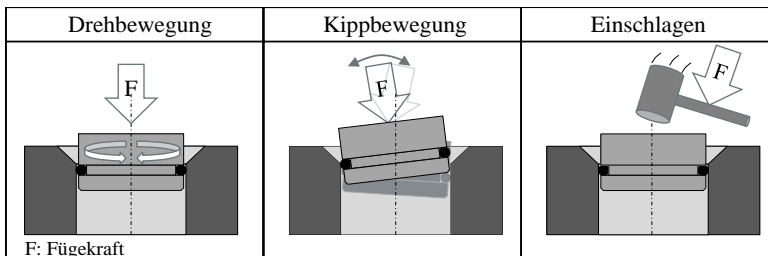 Drehbewegung
Kippbewegung
Einschlagen
F
F
F
F: Fügekraft